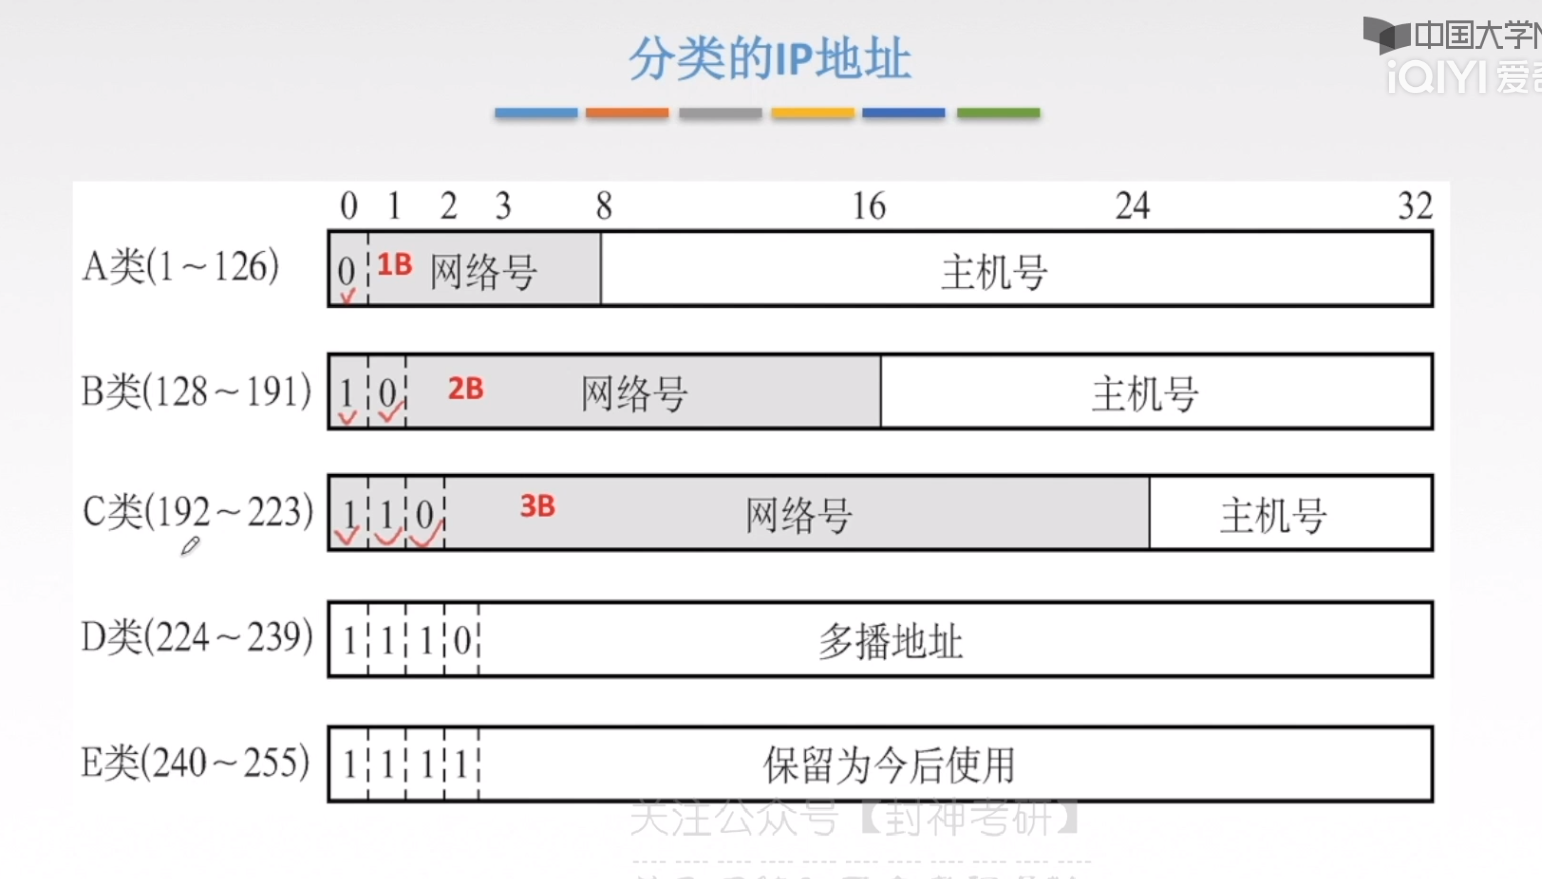 中国大学
iQIYI 爱奇
分类的IP地址
0 1 2 3 8 16 24 32
A类(1～126) 0 1B 网络号 主机号
B类(128～191) 1 0 2B 网络号 主机号
C类(192～223) 1 1 0 3B 网络号 主机号
D类(224～239) 1 1 1 0 多播地址
E类(240～255) 1 1 1 1 保留为今后使用
关注公众号【封神考研】